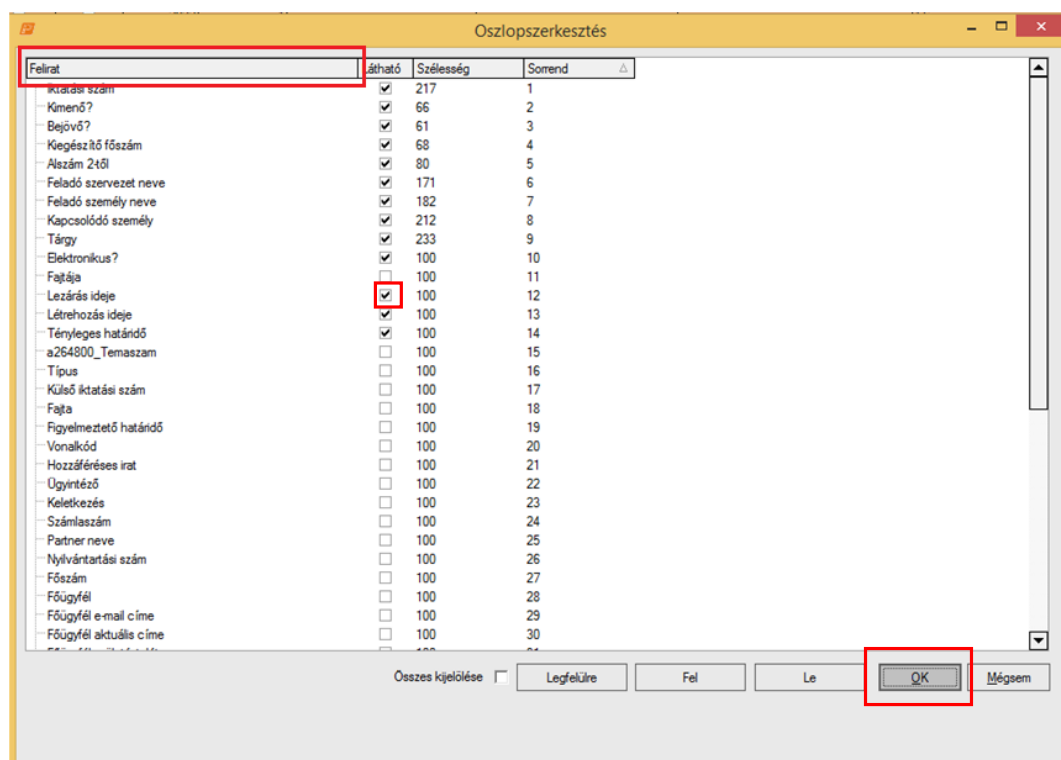 Oszlopszerkesztés
Felirat Látható Szélesség Sorrend
Iktatási szám 217 1
Kimenő? 66 2
Bejövő? 61 3
Kiegészítő főszám 68 4
Alszám 2-től 80 5
Feladó szervezet neve 171 6
Feladó személy neve 182 7
Kapcsolódó személy 212 8
Tárgy 233 9
Elektronikus? 100 10
Fajtája 100 11
Lezárás ideje 100 12
Létrehozás ideje 100 13
Tényleges határidő 100 14
a264800_Temaszam 100 15
Típus 100 16
Külső iktatási szám 100 17
Fajta 100 18
Figyelmeztető határidő 100 19
Vonalkód 100 20
Hozzáféréses irat 100 21
Ügyintéző 100 22
Keletkezés 100 23
Számlaszám 100 24
Partner neve 100 25
Nyilvántartási szám 100 26
Főszám 100 27
Főügyfél 100 28
Főügyfél e-mail címe 100 29
Főügyfél aktuális címe 100 30
Összes kijelölése Legfelülre Fel Le OK Mégsem